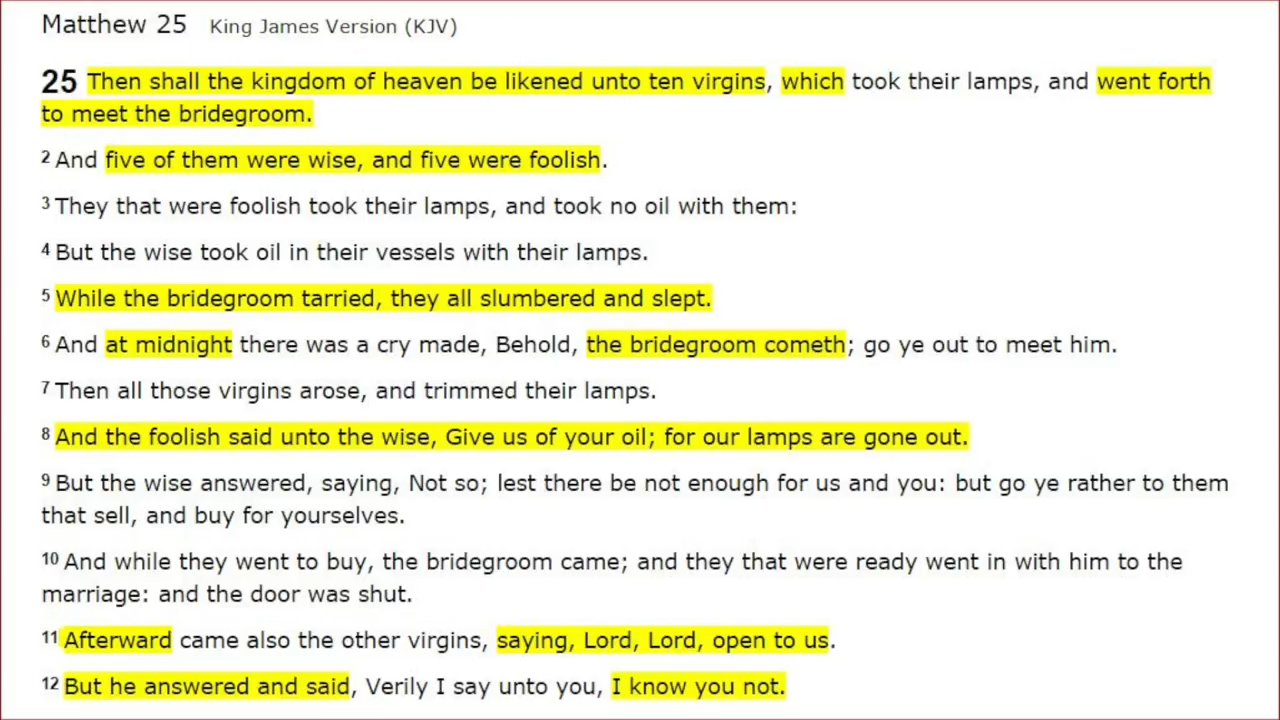 Matthew 25 King James Version (KJV)
25 Then shall the kingdom of heaven be likened unto ten virgins, which took their lamps, and went forth
to meet the bridegroom.
2 And five of them were wise, and five were foolish.
3 They that were foolish took their lamps, and took no oil with them:
4 But the wise took oil in their vessels with their lamps.
5 While the bridegroom tarried, they all slumbered and slept.
6 And at midnight there was a cry made, Behold, the bridegroom cometh; go ye out to meet him.
7 Then all those virgins arose, and trimmed their lamps.
8 And the foolish said unto the wise, Give us of your oil; for our lamps are gone out.
9 But the wise answered, saying, Not so; lest there be not enough for us and you: but go ye rather to them
that sell, and buy for yourselves.
10 And while they went to buy, the bridegroom came; and they that were ready went in with him to the
marriage: and the door was shut.
11 Afterward came also the other virgins, saying, Lord, Lord, open to us.
12 But he answered and said, Verily I say unto you, I know you not.